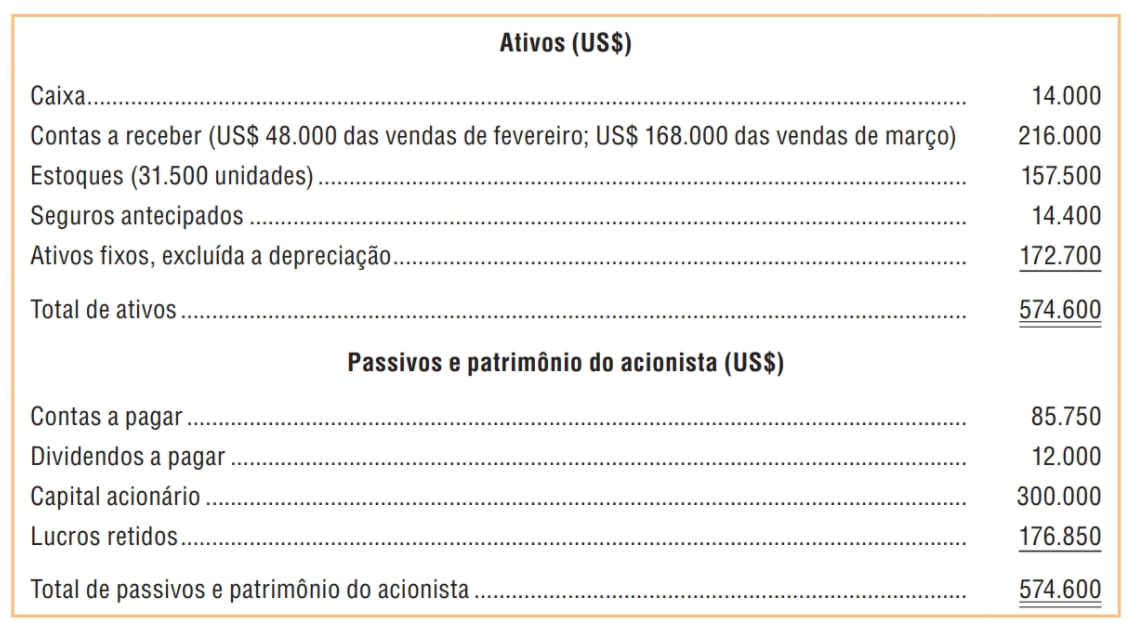 Ativos (US$)
Caixa........ 14.000
Contas a receber (US$ 48.000 das vendas de fevereiro; US$ 168.000 das vendas de março) 216.000
Estoques (31.500 unidades)........ 157.500
Seguros antecipados........ 14.400
Ativos fixos, excluída a depreciação........ 172.700
Total de ativos........ 574.600
Passivos e patrimônio do acionista (US$)
Contas a pagar........ 85.750
Dividendos a pagar........ 12.000
Capital acionário........ 300.000
Lucros retidos........ 176.850
Total de passivos e patrimônio do acionista........ 574.600